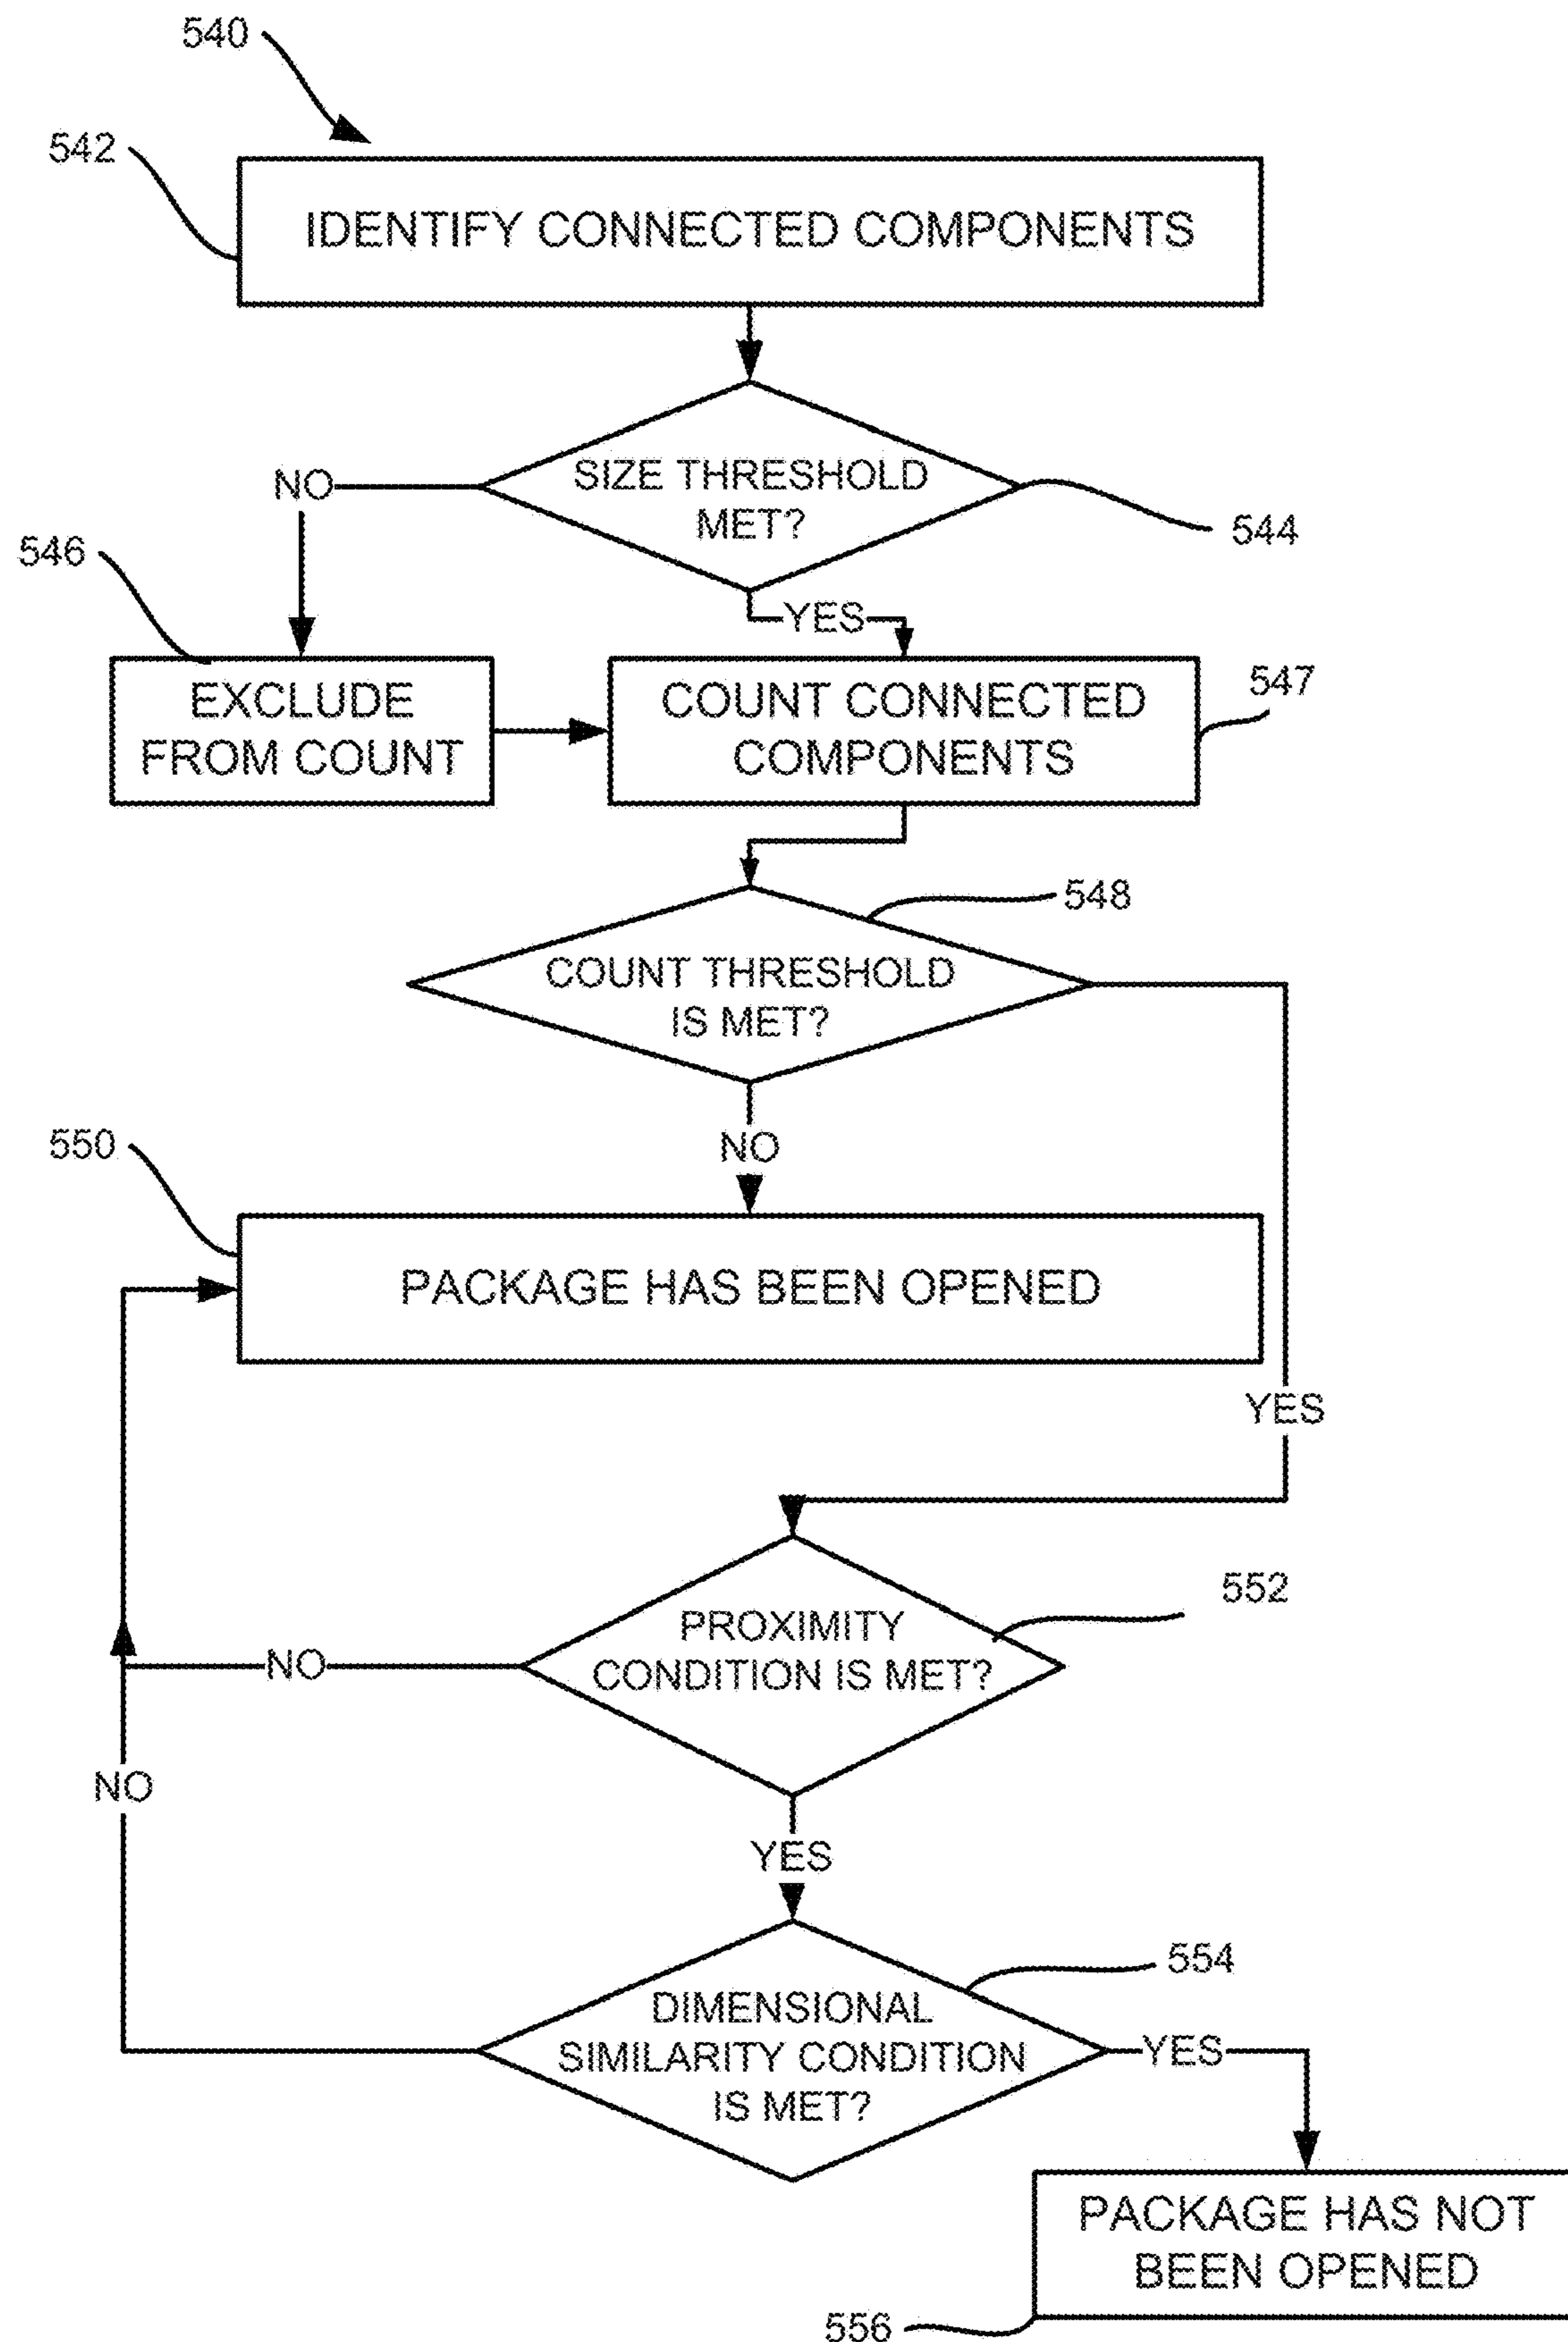 540
542
IDENTIFY CONNECTED COMPONENTS
SIZE THRESHOLD
MET?
544
NO
YES
546
EXCLUDE
FROM COUNT
COUNT CONNECTED
COMPONENTS
547
548
COUNT THRESHOLD
IS MET?
NO
550
PACKAGE HAS BEEN OPENED
YES
552
PROXIMITY
CONDITION IS MET?
NO
NO
YES
554
DIMENSIONAL
SIMILARITY CONDITION
IS MET?
YES
PACKAGE HAS NOT
BEEN OPENED
556